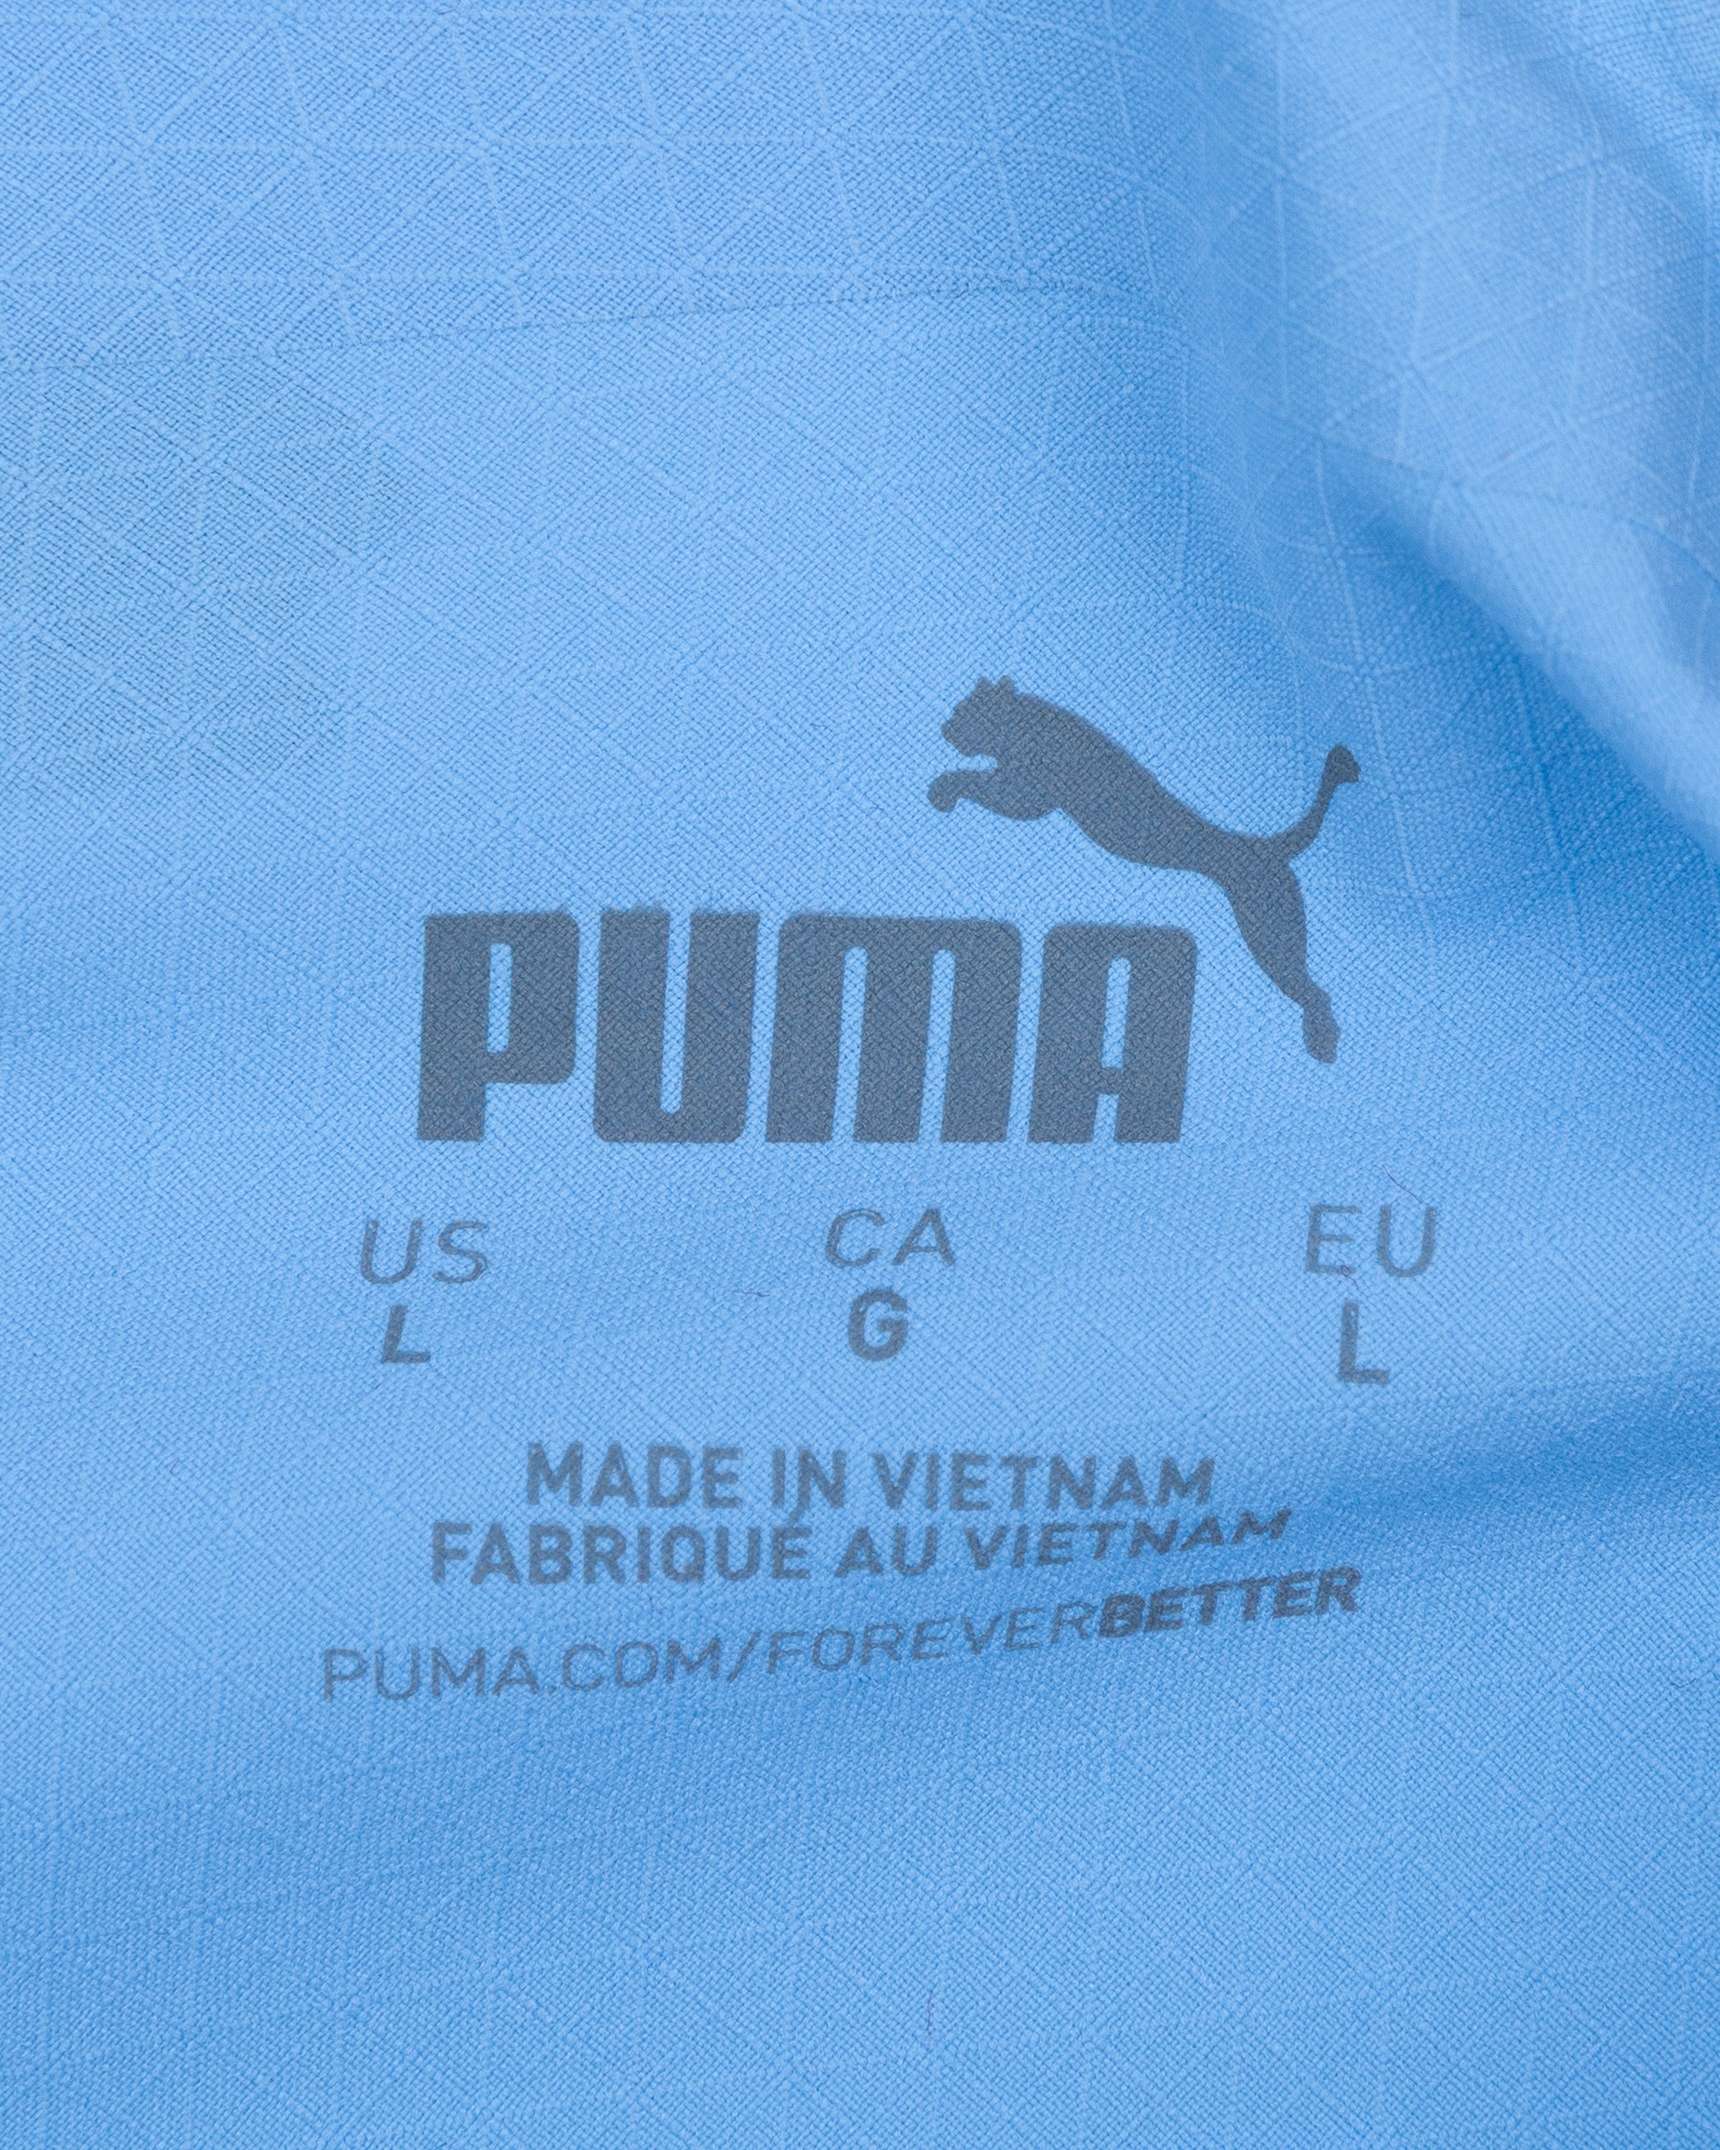 PUMA
US CA EU
L G L
MADE IN VIETNAM
FABRIQUÉ AU VIETNAM
PUMA.COM/FOREVERBETTER